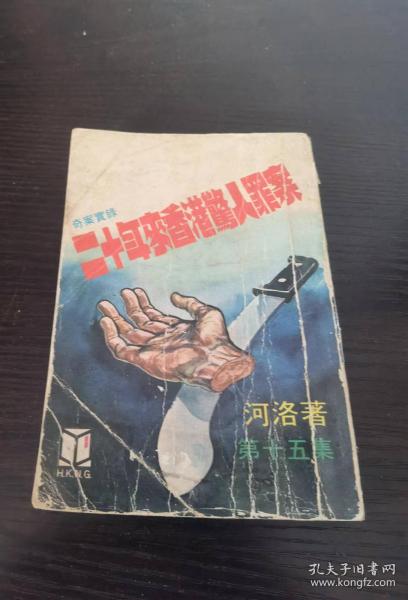 奇案實錄
二十年來香港驚人罪案
河洛著
第十五集
H.K.N.G.
孔夫子旧书网
www.kongfz.com